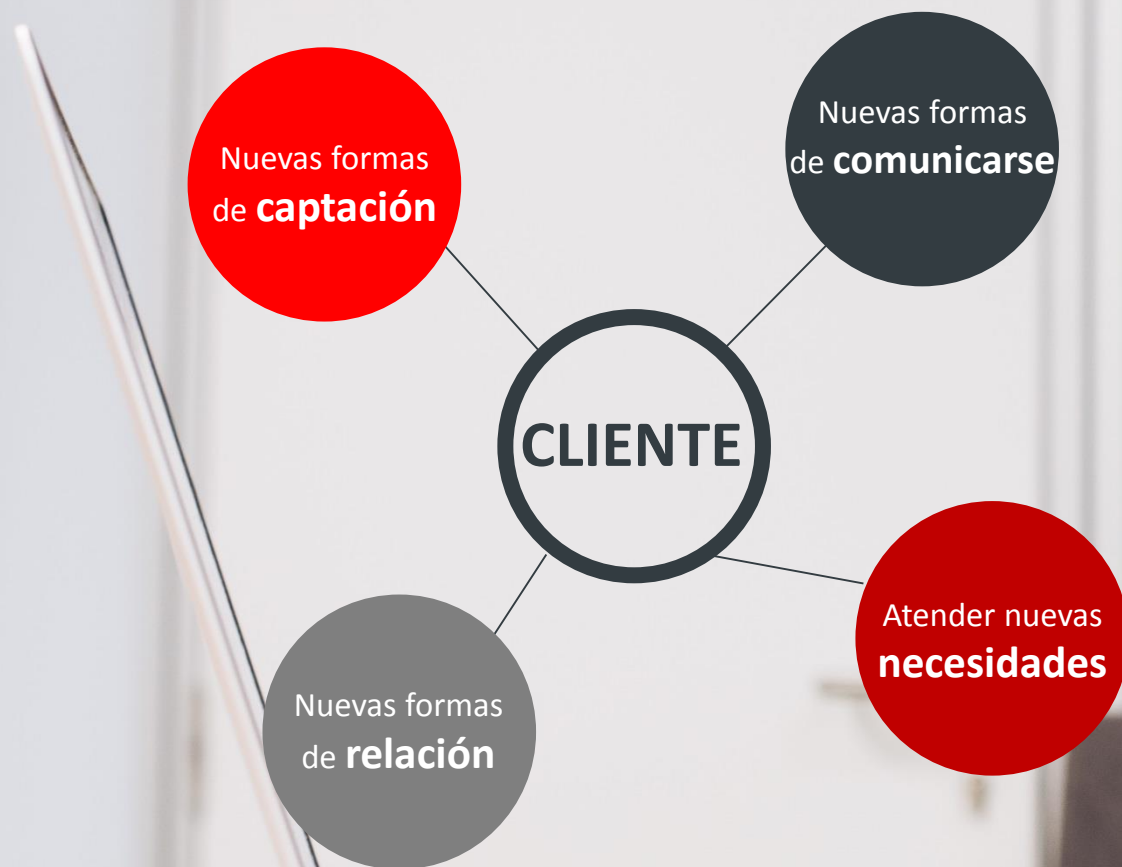 Nuevas formas
de captación
Nuevas formas
de comunicarse
CLIENTE
Atender nuevas
necesidades
Nuevas formas
de relación